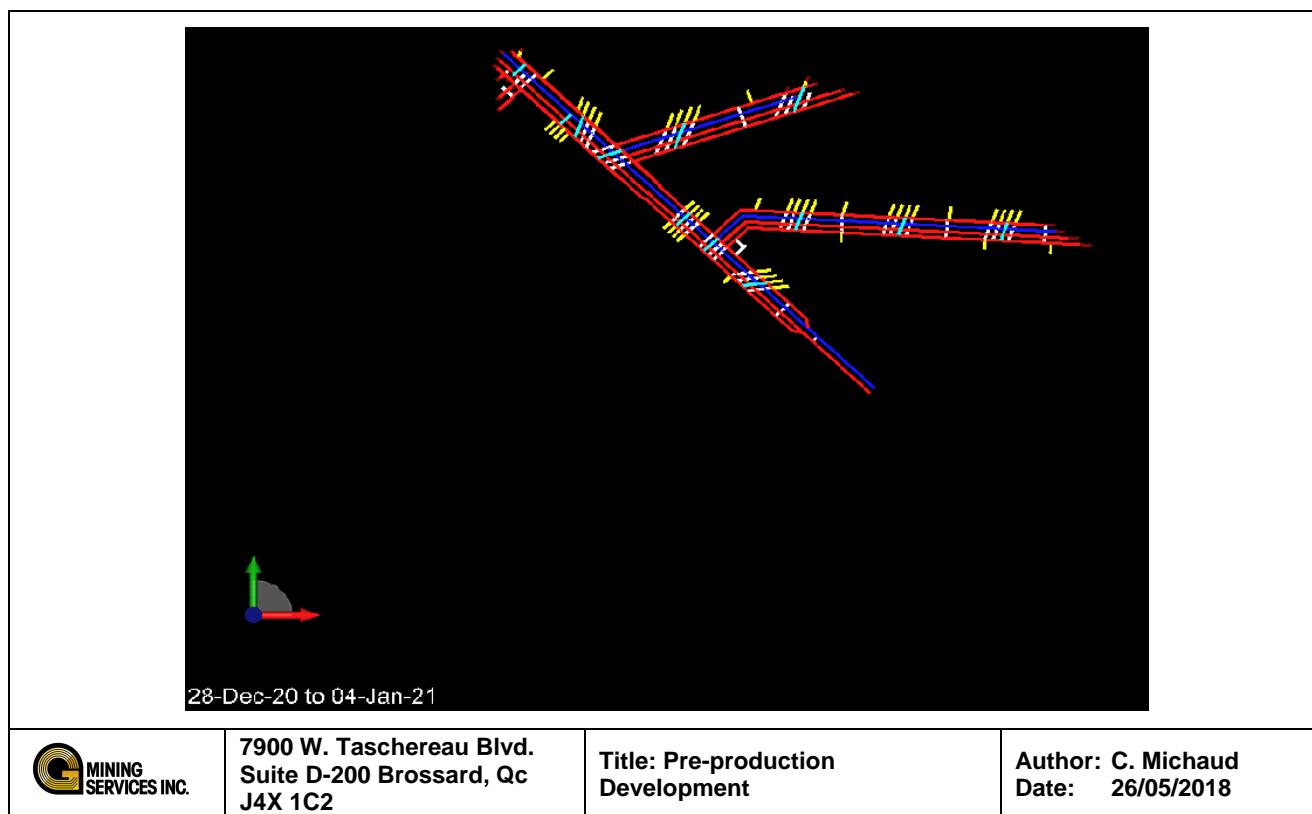 28-Dec-20 to 04-Jan-21
G MINING
SERVICES INC.
7900 W. Taschereau Blvd.
Suite D-200 Brossard, Qc
J4X 1C2
Title: Pre-production
Development
Author: C. Michaud
Date: 26/05/2018